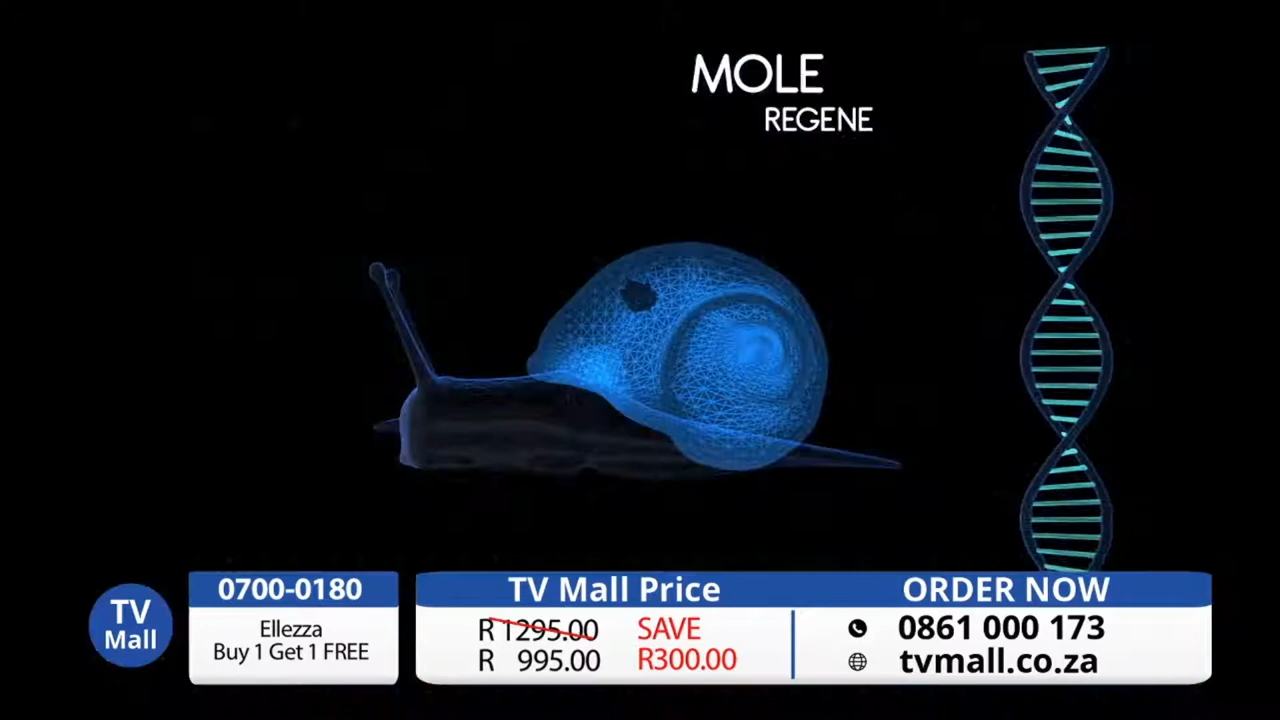 MOLE
REGENE
TV
Mall
0700-0180
Ellezza
Buy 1 Get 1 FREE
TV Mall Price
R 1295.00 SAVE
R 995.00 R300.00
ORDER NOW
0861 000 173
tvmall.co.za